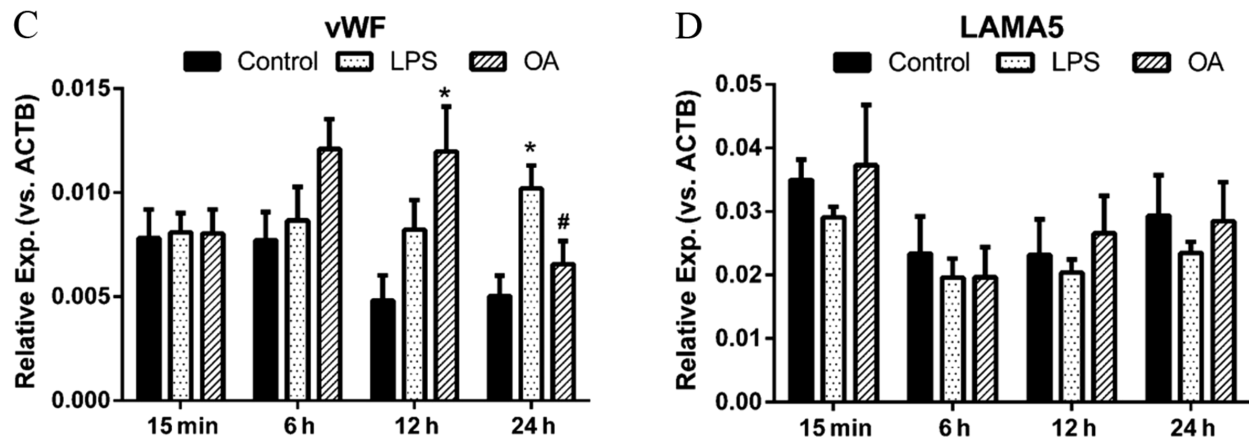 C
vWF
Control LPS OA
Relative Exp. (vs. ACTB)
0.015
0.010
0.005
0.000
*
*
#
15 min 6 h 12 h 24 h
D
LAMA5
Control LPS OA
Relative Exp. (vs. ACTB)
0.05
0.04
0.03
0.02
0.01
0.00
15 min 6 h 12 h 24 h